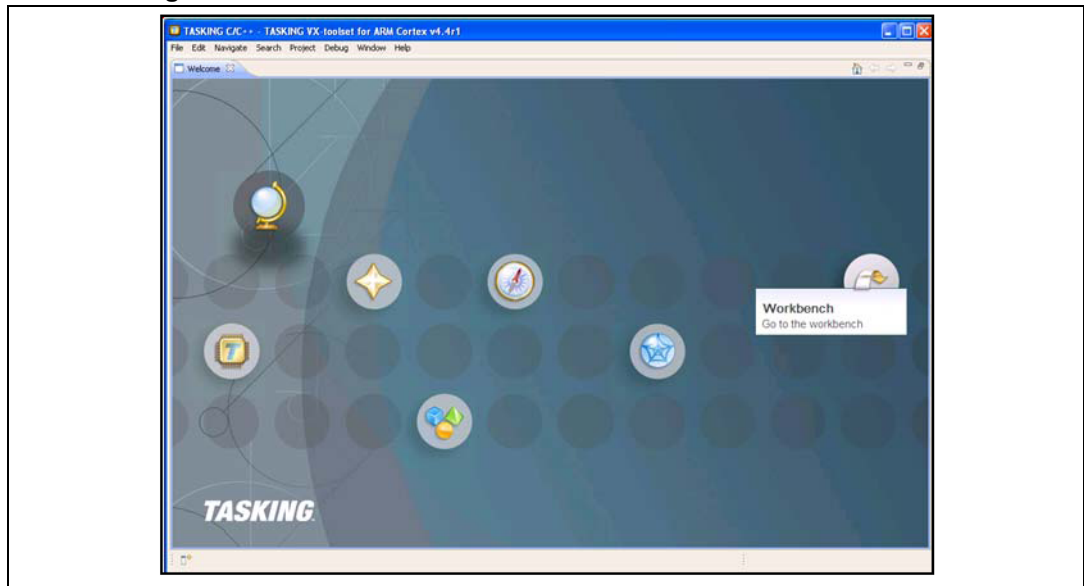 TASKING C/C++ - TASKING VX-toolset for ARM Cortex v4.4r1
File Edit Navigate Search Project Debug Window Help
Welcome
Workbench
Go to the workbench
T
TASKING